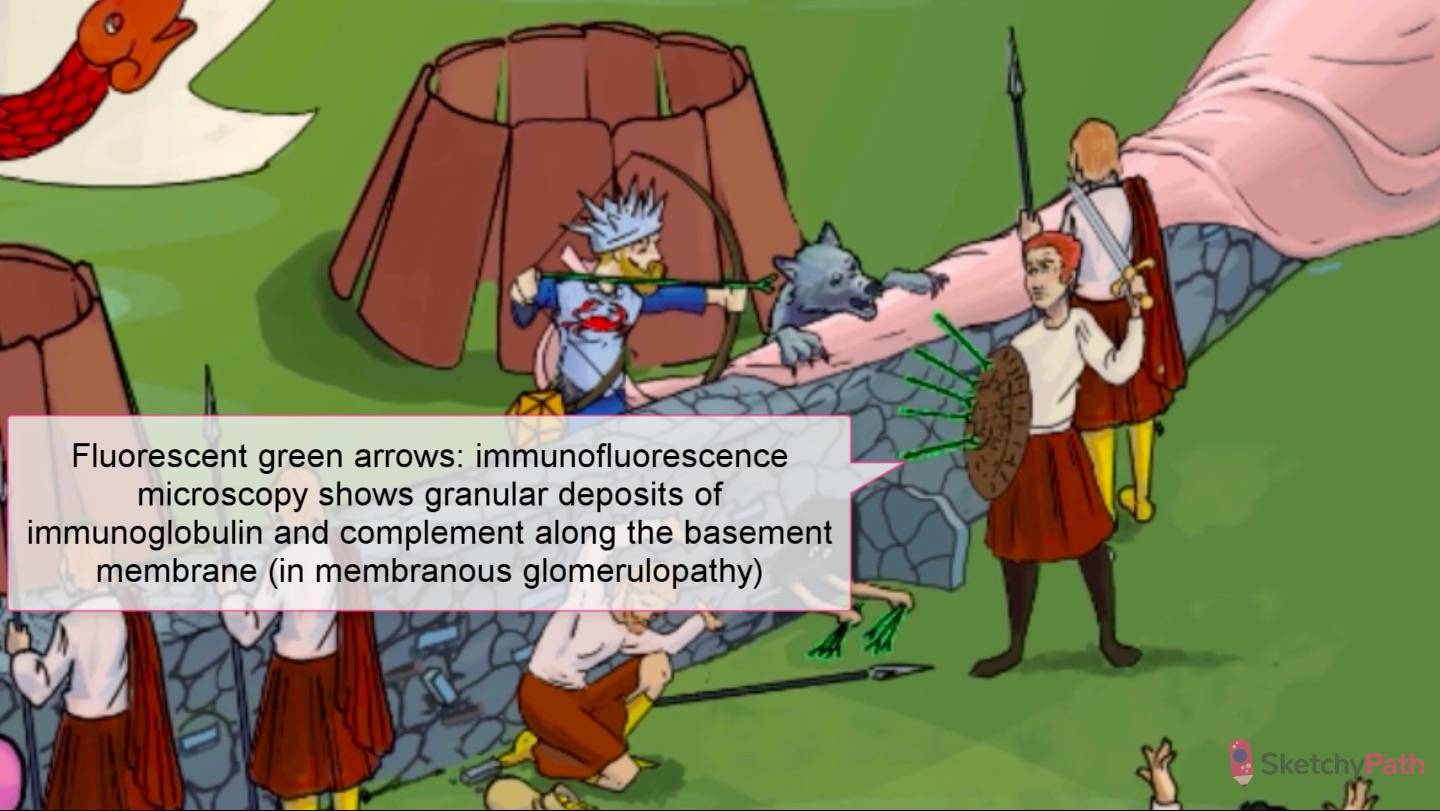 Fluorescent green arrows: immunofluorescence
microscopy shows granular deposits of
immunoglobulin and complement along the basement
membrane (in membranous glomerulopathy)
SketchyPath